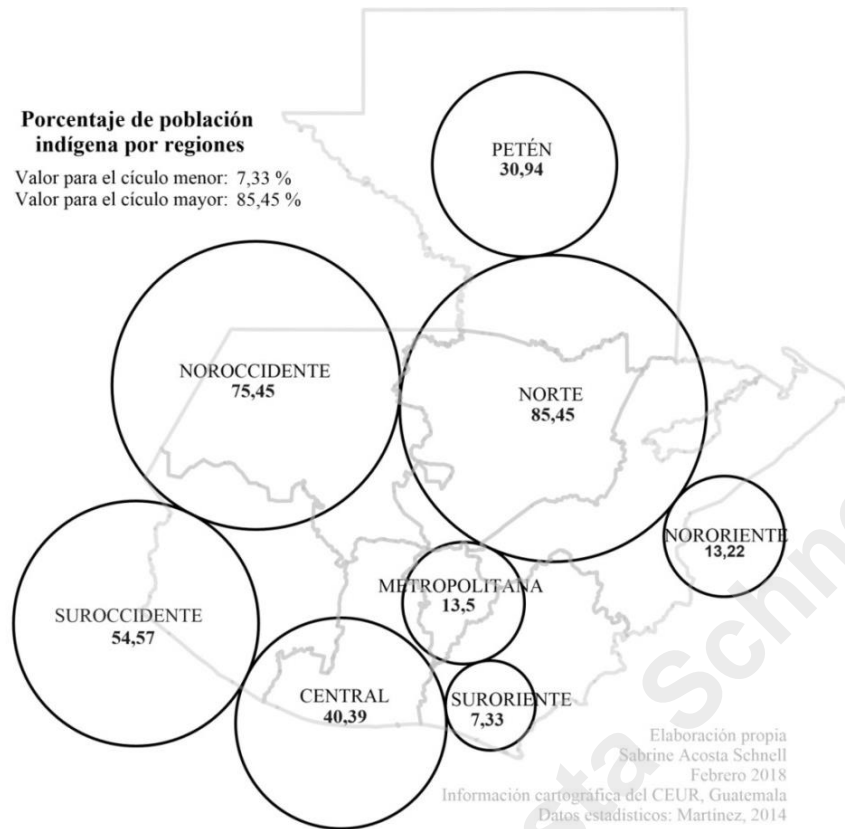 Porcentaje de población
indígena por regiones
Valor para el cículo menor: 7,33 %
Valor para el cículo mayor: 85,45 %
PETÉN
30,94
NOROCCIDENTE
75,45
NORTE
85,45
NORORIENTE
13,22
METROPOLITANA
13,5
SUROCCIDENTE
54,57
CENTRAL
40,39
SURORIENTE
7,33
Elaboración propia
Sabrine Acosta Schnell
Febrero 2018
Información cartográfica del CEUR, Guatemala
Datos estadísticos: Martínez, 2014